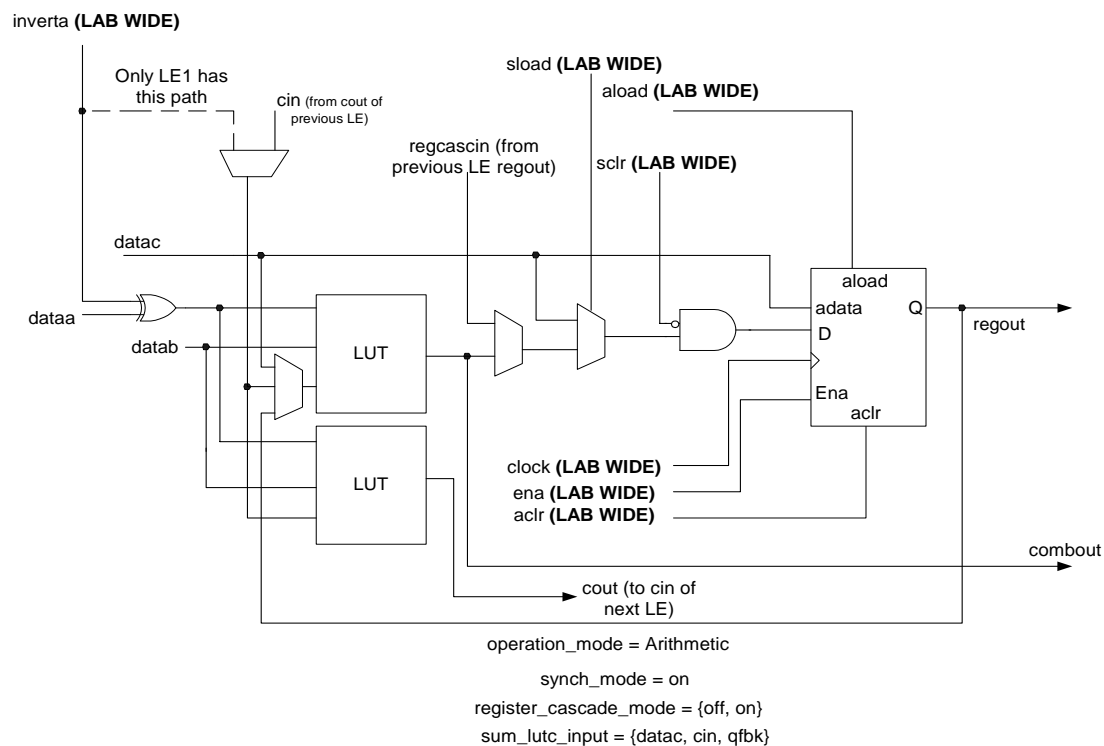 inverta (LAB WIDE)
Only LE1 has
this path
cin (from cout of
previous LE)
sload (LAB WIDE)
aload (LAB WIDE)
regcascin (from
previous LE regout)
sclr (LAB WIDE)
datac
dataa
datab
LUT
LUT
aload
adata
D
Q
Ena
aclr
regout
clock (LAB WIDE)
ena (LAB WIDE)
aclr (LAB WIDE)
combout
cout (to cin of
next LE)
operation_mode = Arithmetic
synch_mode = on
register_cascade_mode = {off, on}
sum_lutc_input = {datac, cin, qfbk}